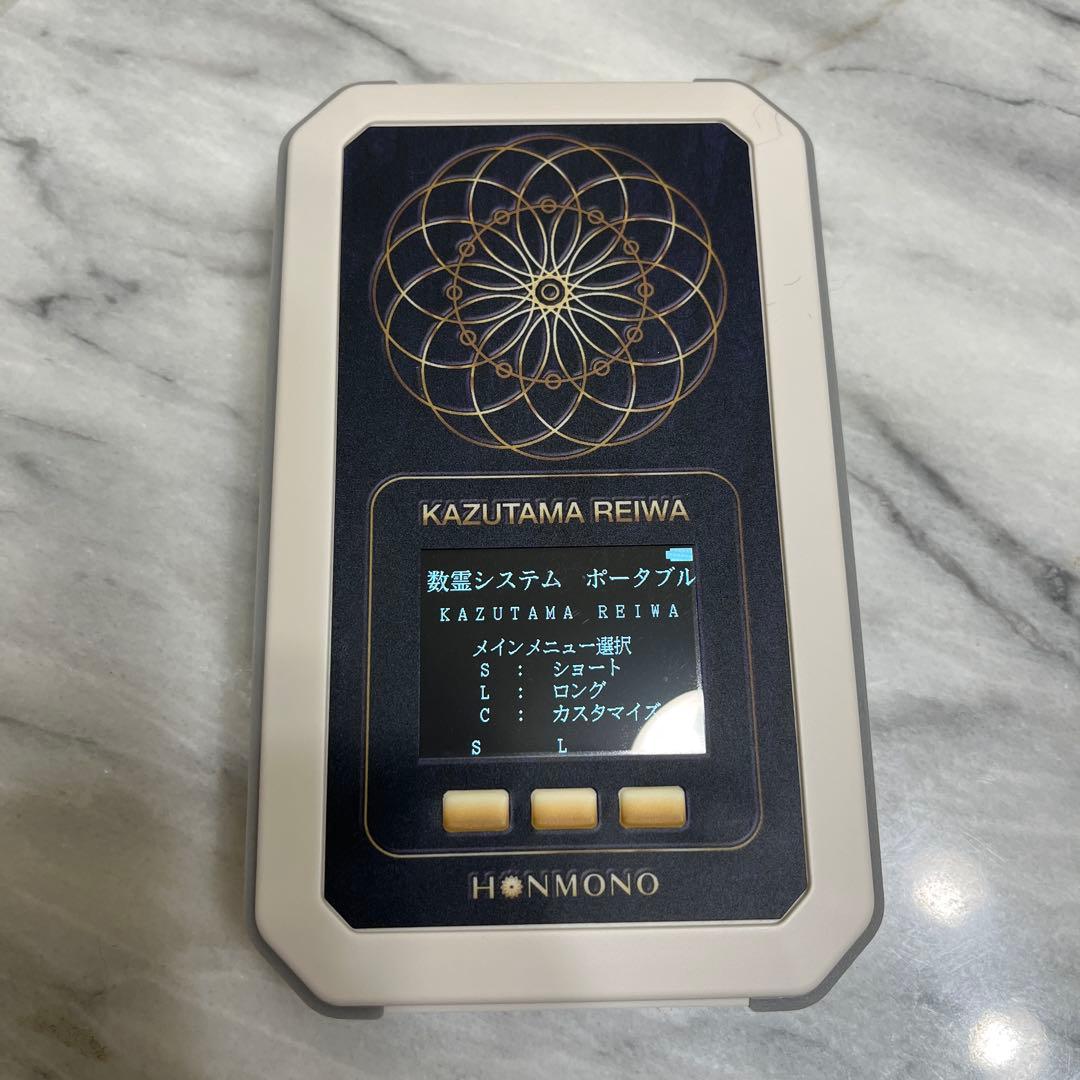 KAZUTAMA REIWA
数霊システム　ポータブル
KAZUTAMA REIWA
メインメニュー選択
S : ショート
L : ロング
C : カスタマイズ
S L
HONMONO